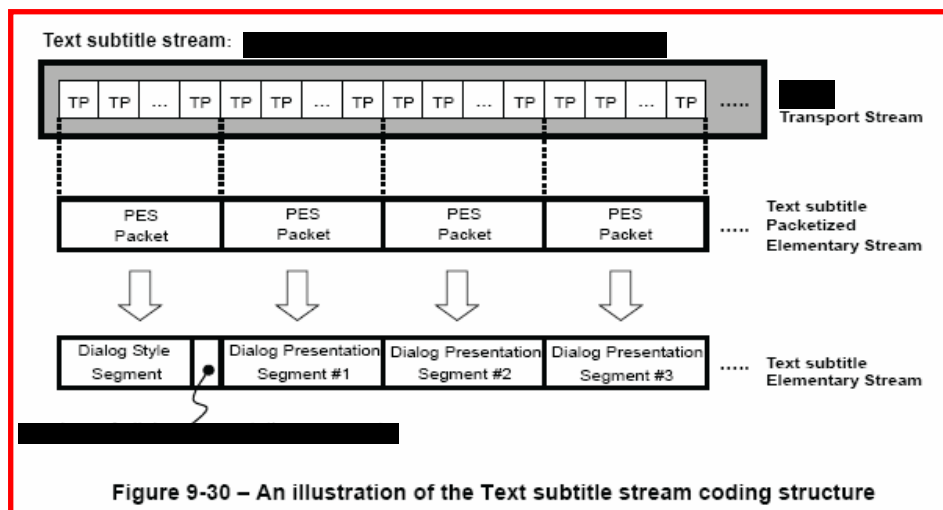 Text subtitle stream:
TP TP ... TP TP TP ... TP TP TP ... TP TP TP ... TP .....
Transport Stream
PES Packet
PES Packet
PES Packet
PES Packet
.....
Text subtitle
Packetized
Elementary Stream
Dialog Style
Segment
Dialog Presentation
Segment #1
Dialog Presentation
Segment #2
Dialog Presentation
Segment #3
.....
Text subtitle
Elementary Stream
Figure 9-30 – An illustration of the Text subtitle stream coding structure